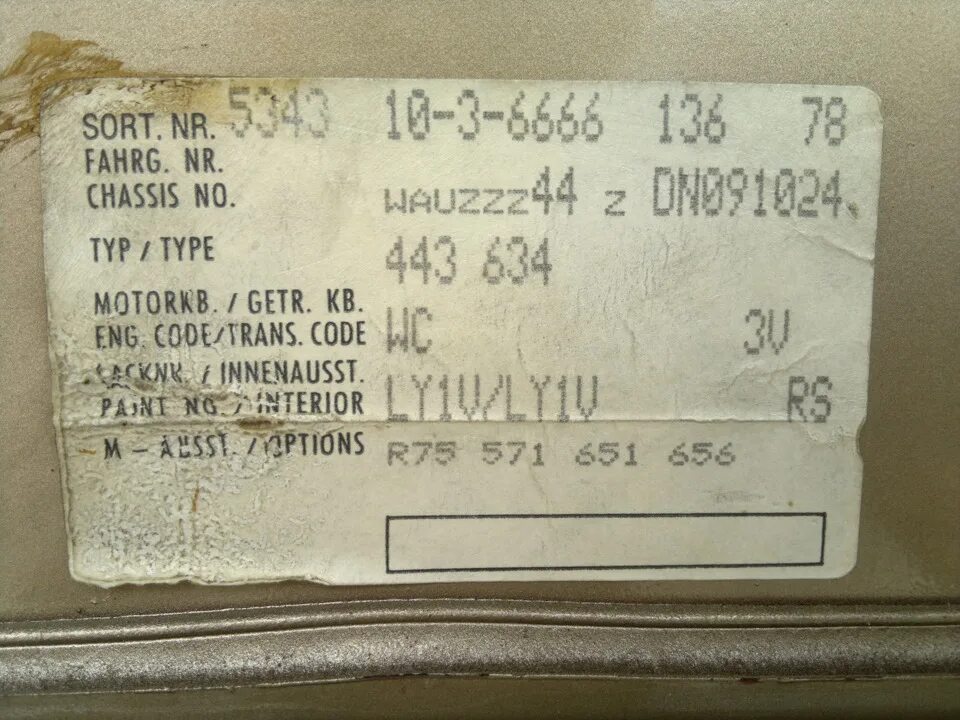 SORT. NR. 5343 10-3-6666 136 78
FAHRG. NR.
CHASSIS NO. WAUZZZ44 Z DN091024.
TYP / TYPE 443 634
MOTORKB. / GETR. KB.
ENG. CODE/TRANS. CODE WC 3V
LACKNR. / INNENAUSST.
PAINT NO. / INTERIOR LY1V/LY1V RS
M - AUSST. / OPTIONS R75 571 651 656